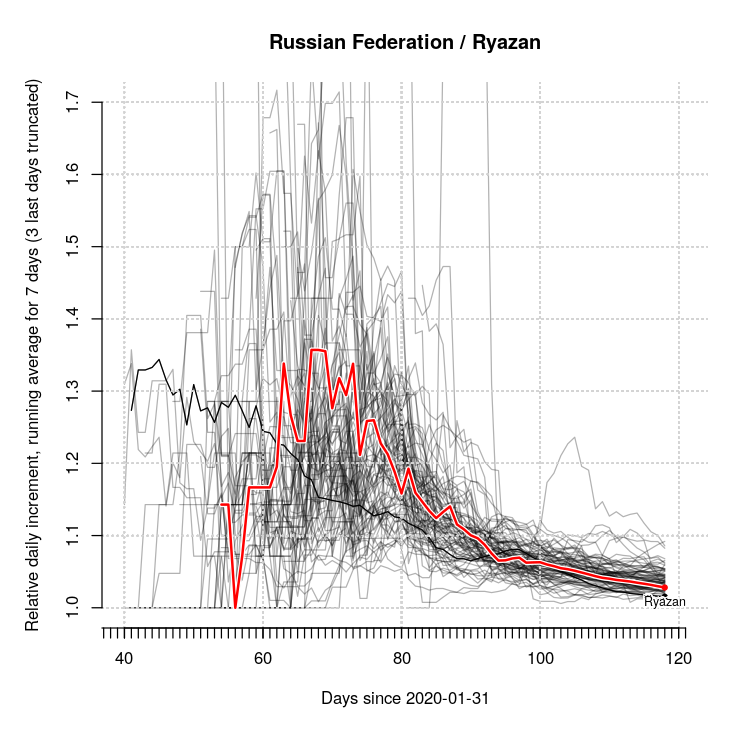 Russian Federation / Ryazan
Relative daily increment, running average for 7 days (3 last days truncated)
1.7
1.6
1.5
1.4
1.3
1.2
1.1
1.0
Ryazan
40 60 80 100 120
Days since 2020-01-31